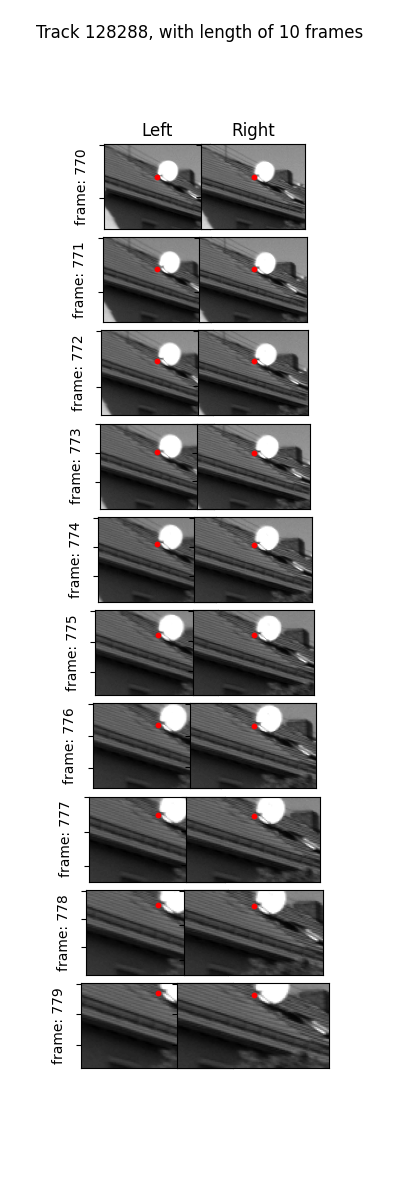 Track 128288, with length of 10 frames
Left Right
frame: 770
frame: 771
frame: 772
frame: 773
frame: 774
frame: 775
frame: 776
frame: 777
frame: 778
frame: 779